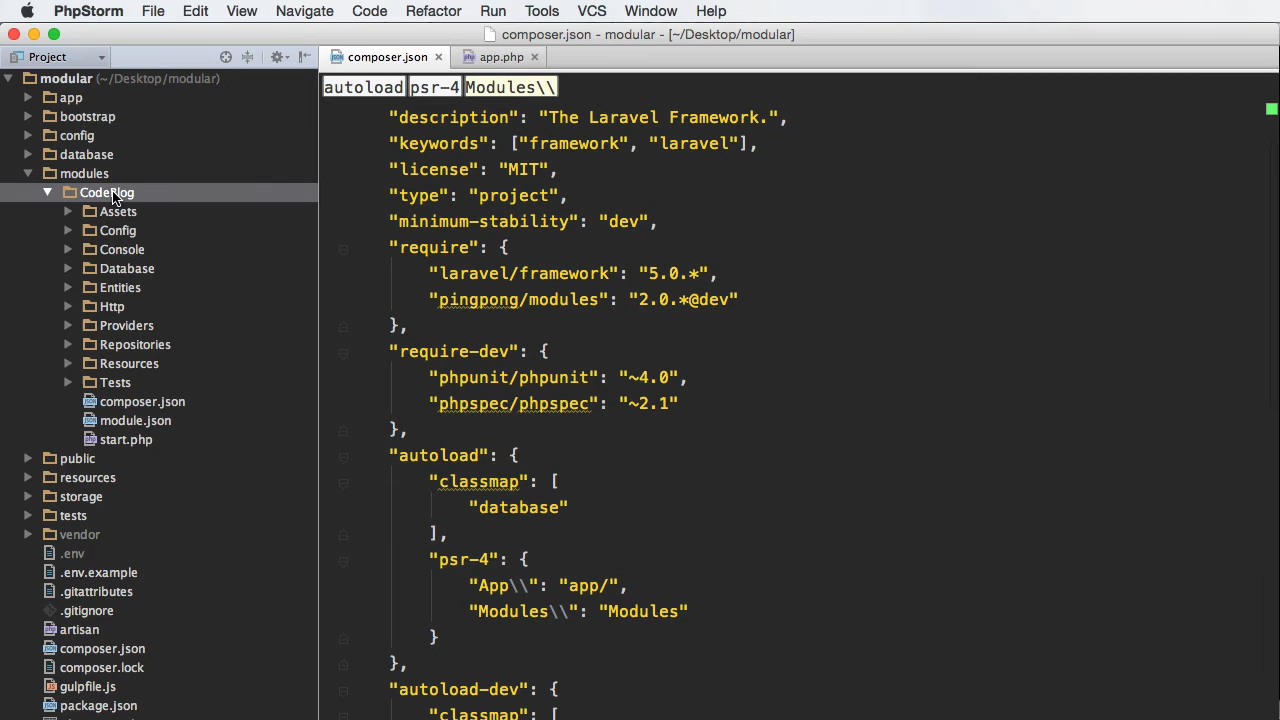 PhpStorm File Edit View Navigate Code Refactor Run Tools VCS Window Help
composer.json - modular - [~/Desktop/modular]
Project
composer.json app.php
modular (~/Desktop/modular)
app
bootstrap
config
database
modules
Assets
Config
Console
Database
Entities
Http
Providers
Repositories
Resources
Tests
composer.json
module.json
start.php
public
resources
storage
tests
vendor
.env
.env.example
.gitattributes
.gitignore
artisan
composer.json
composer.lock
gulpfile.js
package.json
autoload psr-4 Modules\\
"description": "The Laravel Framework.",
"keywords": ["framework", "laravel"],
"license": "MIT",
"type": "project",
"minimum-stability": "dev",
"require": {
"laravel/framework": "5.0.*",
"pingpong/modules": "2.0.*@dev"
},
"require-dev": {
"phpunit/phpunit": "~4.0",
"phpspec/phpspec": "~2.1"
},
"autoload": {
"classmap": [
"database"
],
"psr-4": {
"App\\": "app/",
"Modules\\": "Modules"
}
},
"autoload-dev": {
"classmap": [